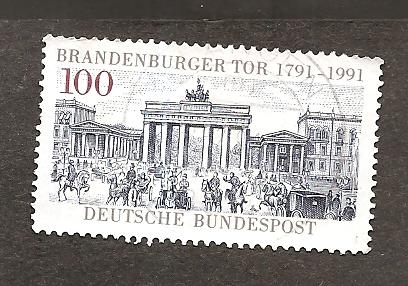 BRANDENBURGER TOR 1791-1991
100
DEUTSCHE BUNDESPOST